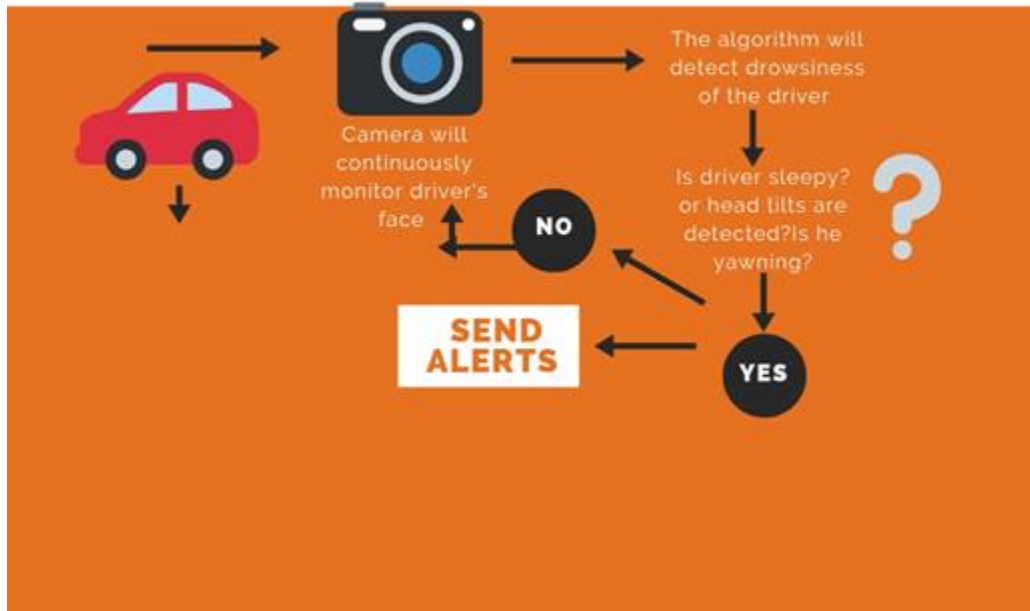 The algorithm will
detect drowsiness
of the driver
Camera will
continuously
monitor driver's
face
Is driver sleepy?
or head tilts are
detected?Is he
yawning?
NO
SEND
ALERTS
YES